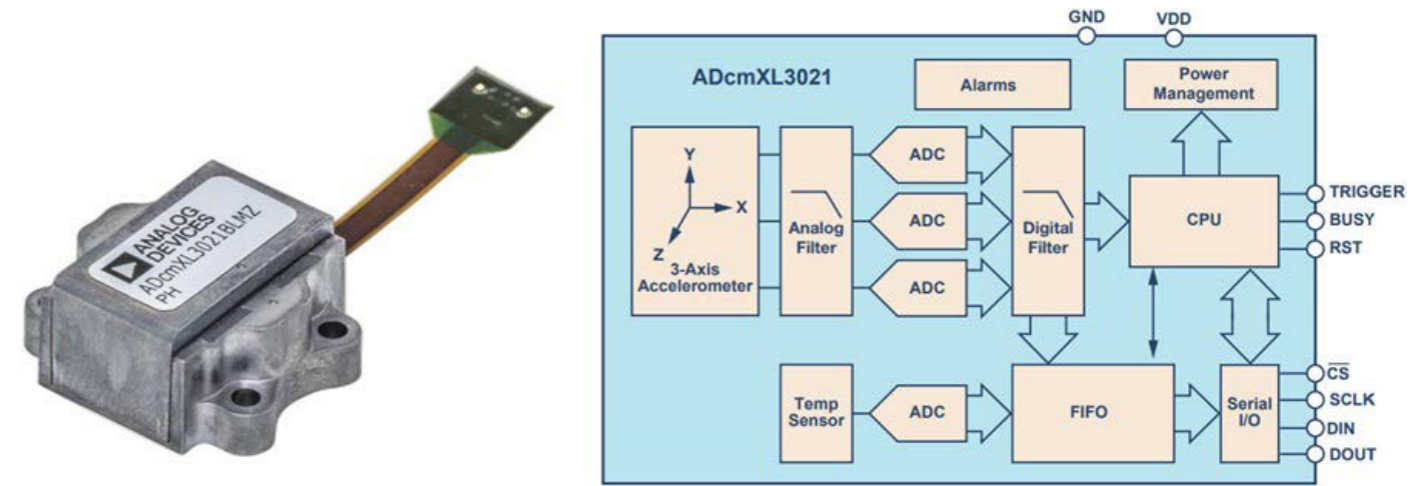 ANALOG
DEVICES
ADcmXL3021BLMZ
PH
GND
VDD
ADcmXL3021
Alarms
Power
Management
Y
X
Z
3-Axis
Accelerometer
Analog
Filter
ADC
ADC
ADC
Digital
Filter
CPU
TRIGGER
BUSY
RST
Temp
Sensor
ADC
FIFO
Serial
I/O
CS
SCLK
DIN
DOUT